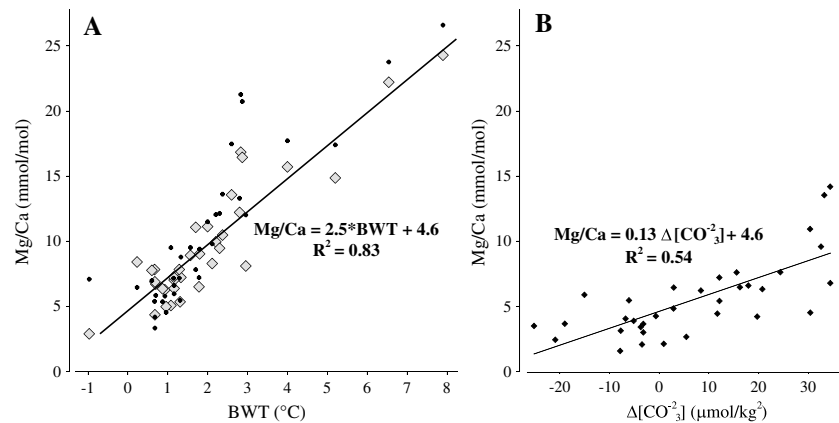 A
Mg/Ca (mmol/mol)
25
20
15
10
5
0
-1 0 1 2 3 4 5 6 7 8
BWT (°C)
Mg/Ca = 2.5*BWT + 4.6
R² = 0.83
B
Mg/Ca (mmol/mol)
25
20
15
10
5
0
-20 -10 0 10 20 30
Δ[CO⁻²₃] (μmol/kg²)
Mg/Ca = 0.13 Δ[CO⁻²₃]+ 4.6
R² = 0.54